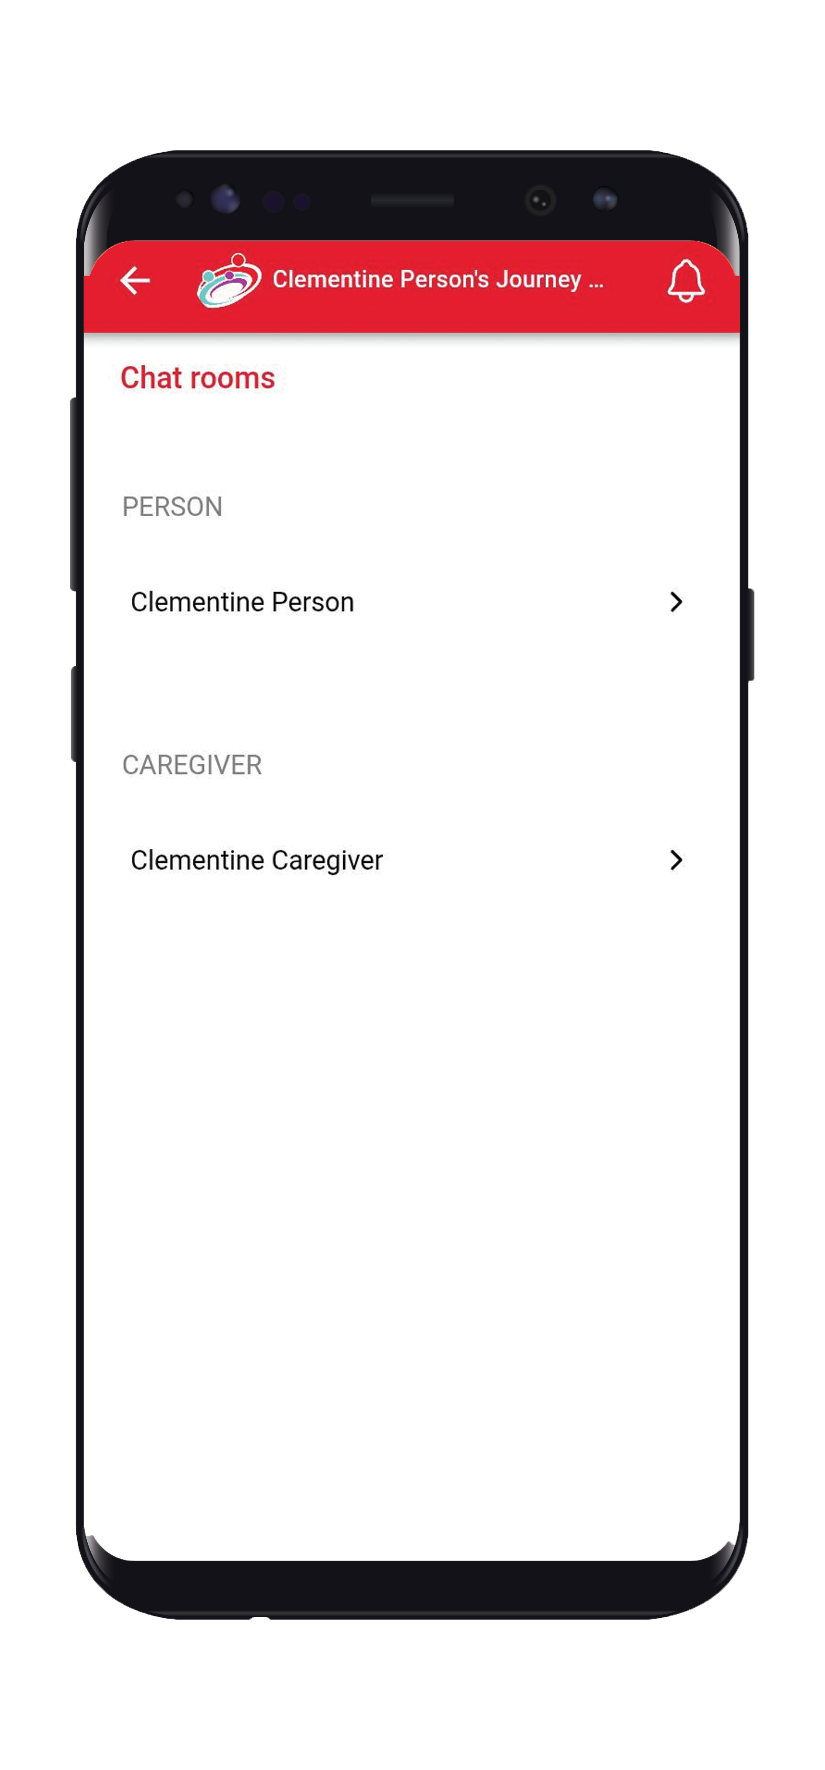 Clementine Person's Journey ...
Chat rooms
PERSON
Clementine Person
CAREGIVER
Clementine Caregiver